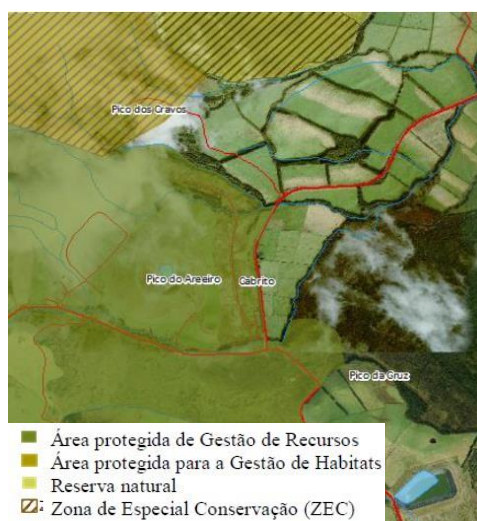 Pico dos Cravos
Pico do Areeiro
Cabrito
Pico da Cruz
Área protegida de Gestão de Recursos
Área protegida para a Gestão de Habitats
Reserva natural
Zona de Especial Conservação (ZEC)